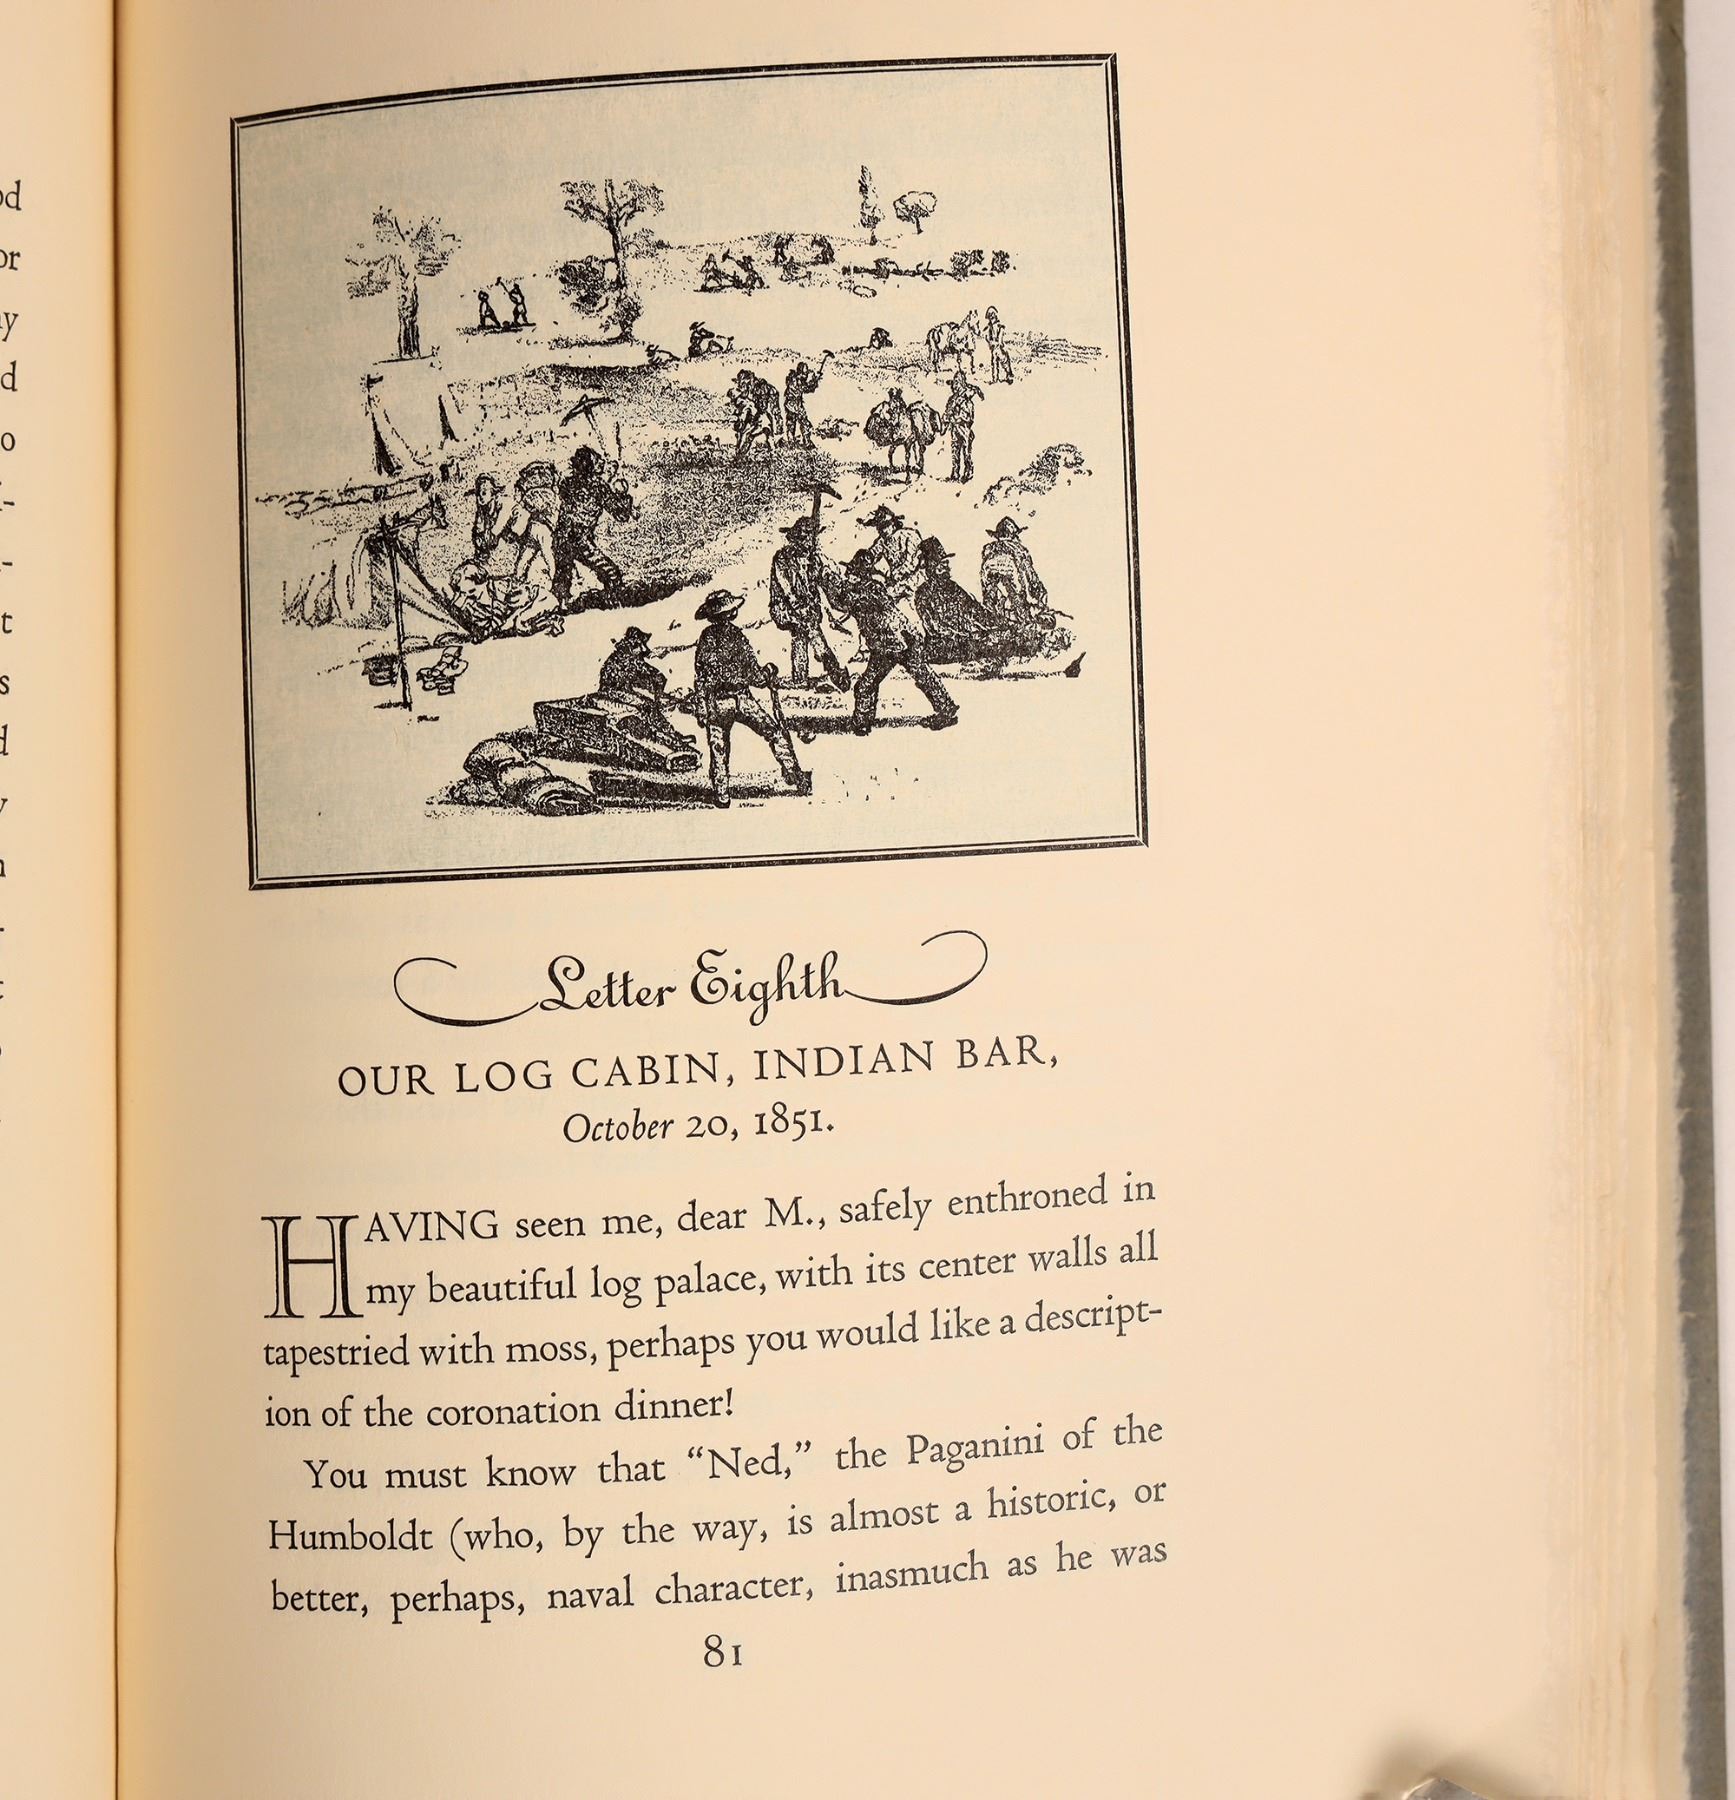 Letter Eighth
OUR LOG CABIN, INDIAN BAR,
October 20, 1851.
HAVING seen me, dear M., safely enthroned in
my beautiful log palace, with its center walls all
tapestried with moss, perhaps you would like a descript-
ion of the coronation dinner!
You must know that “Ned,” the Paganini of the
Humboldt (who, by the way, is almost a historic, or
better, perhaps, naval character, inasmuch as he was
81